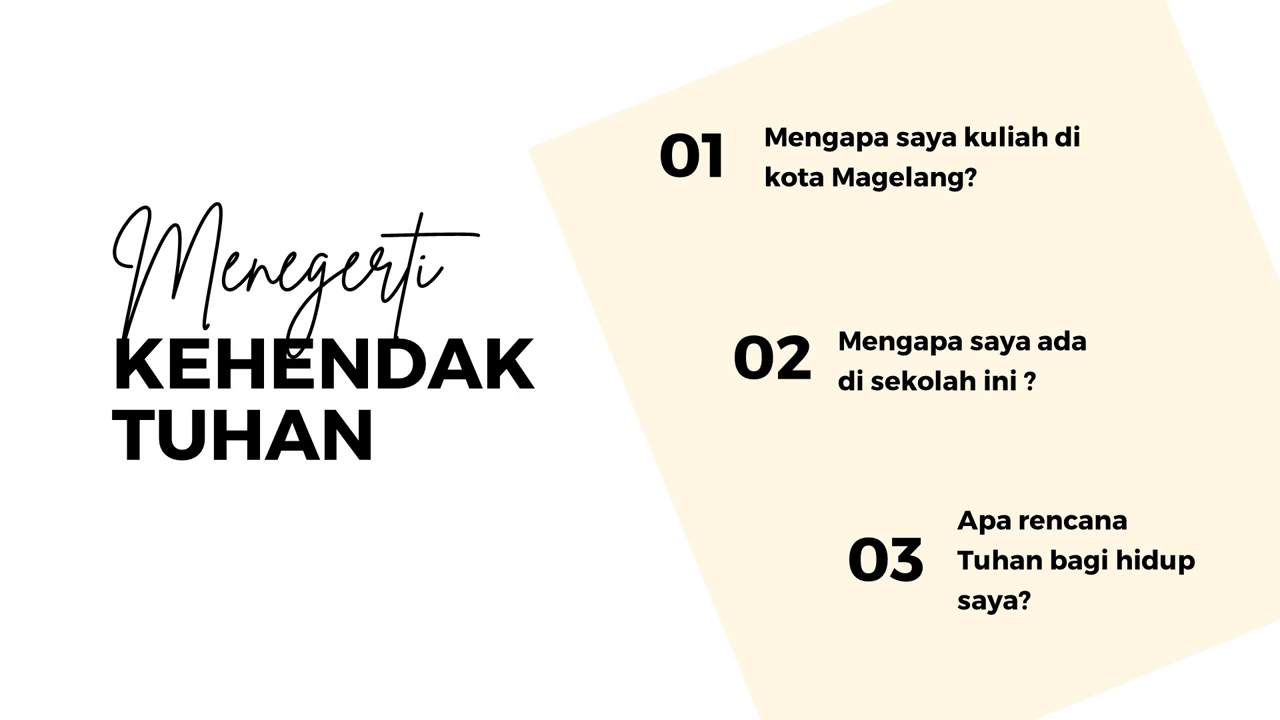 Menegerti
KEHENDAK
TUHAN
01
Mengapa saya kuliah di
kota Magelang?
02
Mengapa saya ada
di sekolah ini ?
03
Apa rencana
Tuhan bagi hidup
saya?